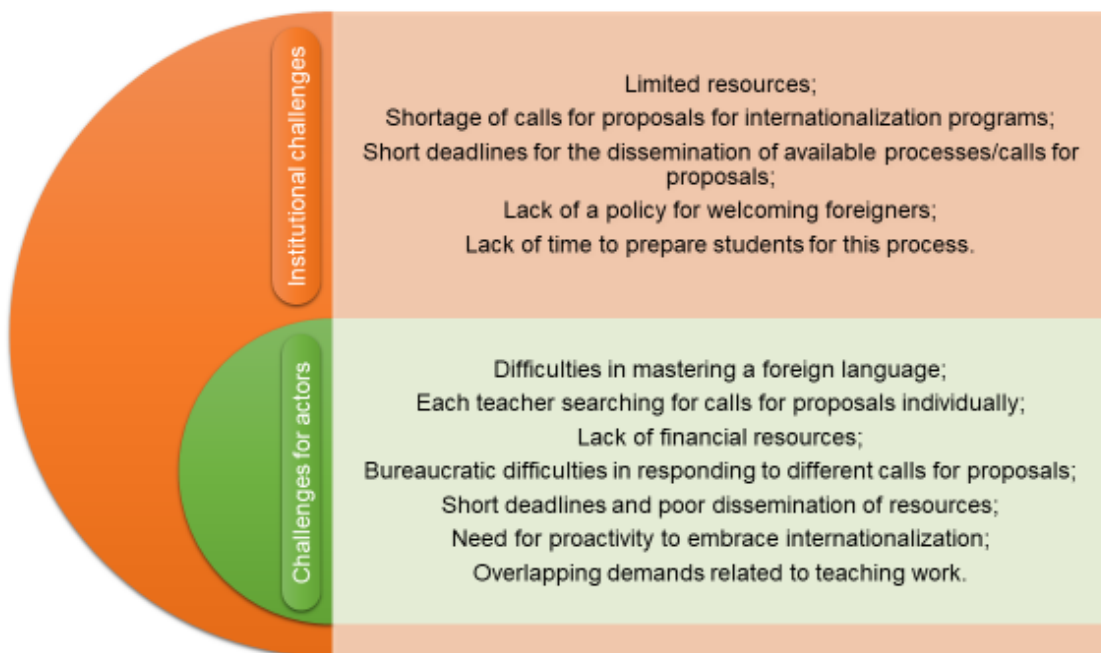 Institutional challenges
Limited resources;
Shortage of calls for proposals for internationalization programs;
Short deadlines for the dissemination of available processes/calls for
proposals;
Lack of a policy for welcoming foreigners;
Lack of time to prepare students for this process.
Challenges for actors
Difficulties in mastering a foreign language;
Each teacher searching for calls for proposals individually;
Lack of financial resources;
Bureaucratic difficulties in responding to different calls for proposals;
Short deadlines and poor dissemination of resources;
Need for proactivity to embrace internationalization;
Overlapping demands related to teaching work.